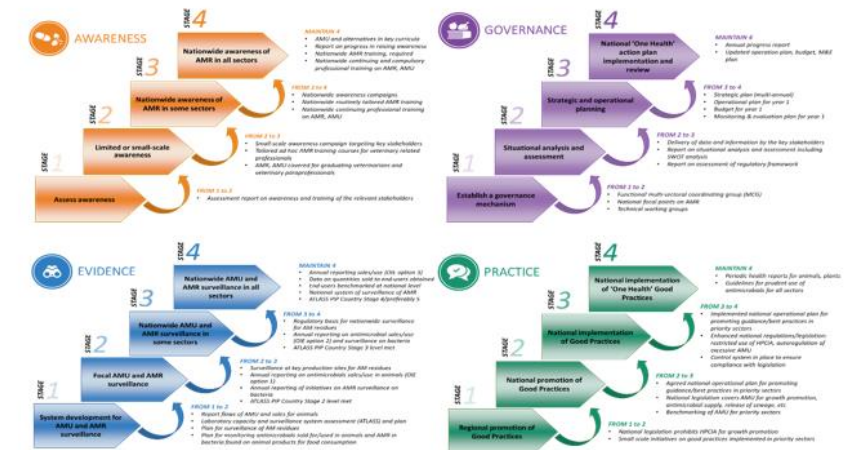 AWARENESS
STAGE 4
Nationwide awareness of
AMR in all sectors
MAINTAIN 4
• AMU and alternatives in key curricula
• Report on progress in raising awareness
• Nationwide AMR training, required
• Nationwide continuing and compulsory
professional training on AMR, AMU
STAGE 3
Nationwide awareness of
AMR in some sectors
FROM 3 to 4
• Nationwide awareness campaigns
• Nationwide routinely tailored AMR training
• Nationwide continuing professional training
on AMR, AMU
STAGE 2
Limited or small-scale
awareness
FROM 2 to 3
• Small-scale awareness campaign targeting key stakeholders
• Tailored ad-hoc AMR training courses for veterinary related
professionals
• AMR, AMU covered for graduating veterinarians and
veterinary paraprofessionals
STAGE 1
Assess awareness
FROM 1 to 2
• Assessment report on awareness and training of the relevant stakeholders
GOVERNANCE
STAGE 4
National 'One Health'
action plan
implementation and
review
MAINTAIN 4
• Annual progress report
• Updated operation plan, budget, M&E
plan
STAGE 3
Strategic and operational
planning
FROM 3 to 4
• Strategic plan (multi-annual)
• Operational plan for year 1
• Budget for year 1
• Monitoring & evaluation plan for year 1
STAGE 2
Situational analysis and
assessment
FROM 2 to 3
• Delivery of data and information by the key stakeholders
• Report on situational analysis and assessment including
SWOT analysis
• Report on assessment of regulatory framework
STAGE 1
Establish a governance
mechanism
FROM 1 to 2
• Functional multi-sectoral coordinating group (MCG)
• National focal points on AMR
• Technical working groups
EVIDENCE
STAGE 4
Nationwide AMU and
AMR surveillance in all
sectors
MAINTAIN 4
• Annual reporting sales/use (OIE option 3)
• Data on quantities sold to end users obtained
• End users benchmarked at national level
• National system of surveillance of AMR
• ATLASS PIP Country Stage 4/preferably 5
STAGE 3
Nationwide AMU and
AMR surveillance in
some sectors
FROM 3 to 4
• Regulatory basis for nationwide surveillance
for AM residues
• Annual reporting on antimicrobial sales/use
(OIE option 2) and surveillance on bacteria
• ATLASS PIP Country Stage 3 level met
STAGE 2
Focal AMU and AMR
surveillance
FROM 2 to 3
• Surveillance at key production sites for AM residues
• Annual reporting on antimicrobials sales/use in animals (OIE
option 1)
• Annual reporting of initiatives on AMR surveillance on
bacteria
• ATLASS PIP Country Stage 2 level met
STAGE 1
System development for
AMU and AMR
surveillance
FROM 1 to 2
• Report flows of AMU and sales for animals
• Laboratory capacity and surveillance system assessment (ATLASS) and plan
• Plan for surveillance of AM residues
• Plan for monitoring antimicrobials sold for/used in animals and AMR in
bacteria found on animal products for food consumption
PRACTICE
STAGE 4
National implementation
of 'One Health' Good
Practices
MAINTAIN 4
• Periodic health reports for animals, plants
• Guidelines for prudent use of
antimicrobials for all sectors
STAGE 3
National implementation
of Good Practices
FROM 3 to 4
• Implemented national operational plan for
promoting guidance/best practices in
priority sectors
• Enhanced national regulations/legislation:
restricted use of HPCIA, autoregulation of
excessive AMU
• Control system in place to ensure
compliance with legislation
STAGE 2
National promotion of
Good Practices
FROM 2 to 3
• Agreed national operational plan for promoting
guidance/best practices in priority sectors
• National legislation covers AMU for growth promotion,
antimicrobial supply, release of sewage, etc
• Benchmarking of AMU for priority sectors
STAGE 1
Regional promotion of
Good Practices
FROM 1 to 2
• National legislation prohibits HPCIA for growth promotion
• Small scale initiatives on good practices implemented in priority sectors